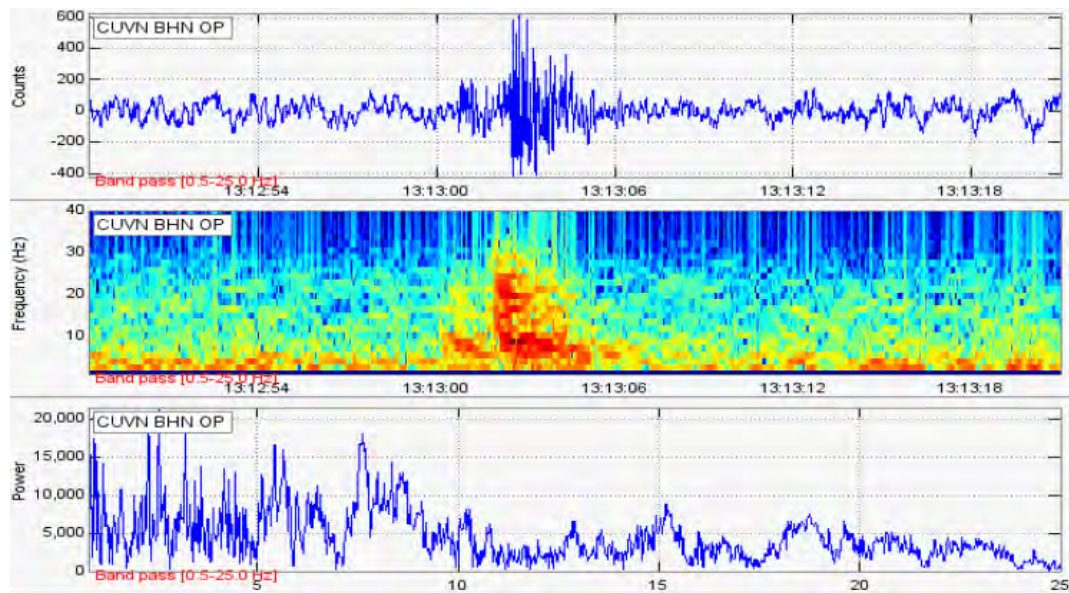 CUVN BHN OP
600
400
200
0
-200
-400
Counts
Band pass [0.5-25.0 Hz]
13:12:54 13:13:00 13:13:06 13:13:12 13:13:18
CUVN BHN OP
40
30
20
10
Frequency (Hz)
Band pass [0.5-25.0 Hz]
13:12:54 13:13:00 13:13:06 13:13:12 13:13:18
CUVN BHN OP
20,000
15,000
10,000
5,000
0
Power
Band pass [0.5-25.0 Hz]
5 10 15 20 25